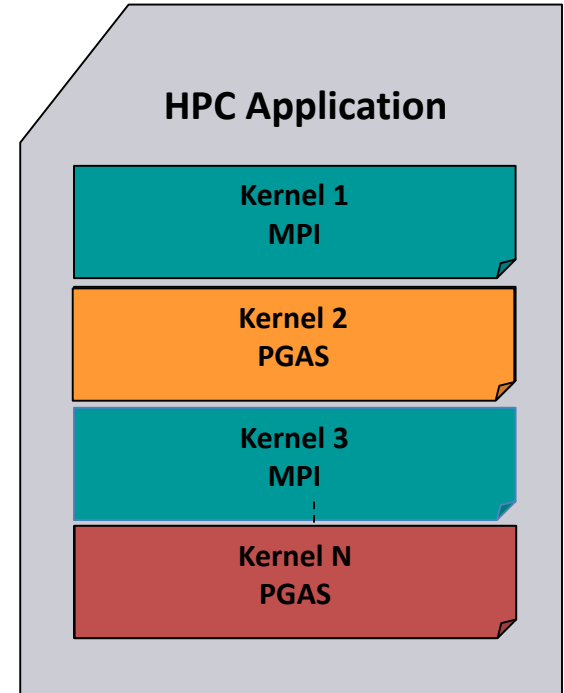 HPC Application
Kernel 1
MPI
Kernel 2
PGAS
Kernel 3
MPI
Kernel N
PGAS